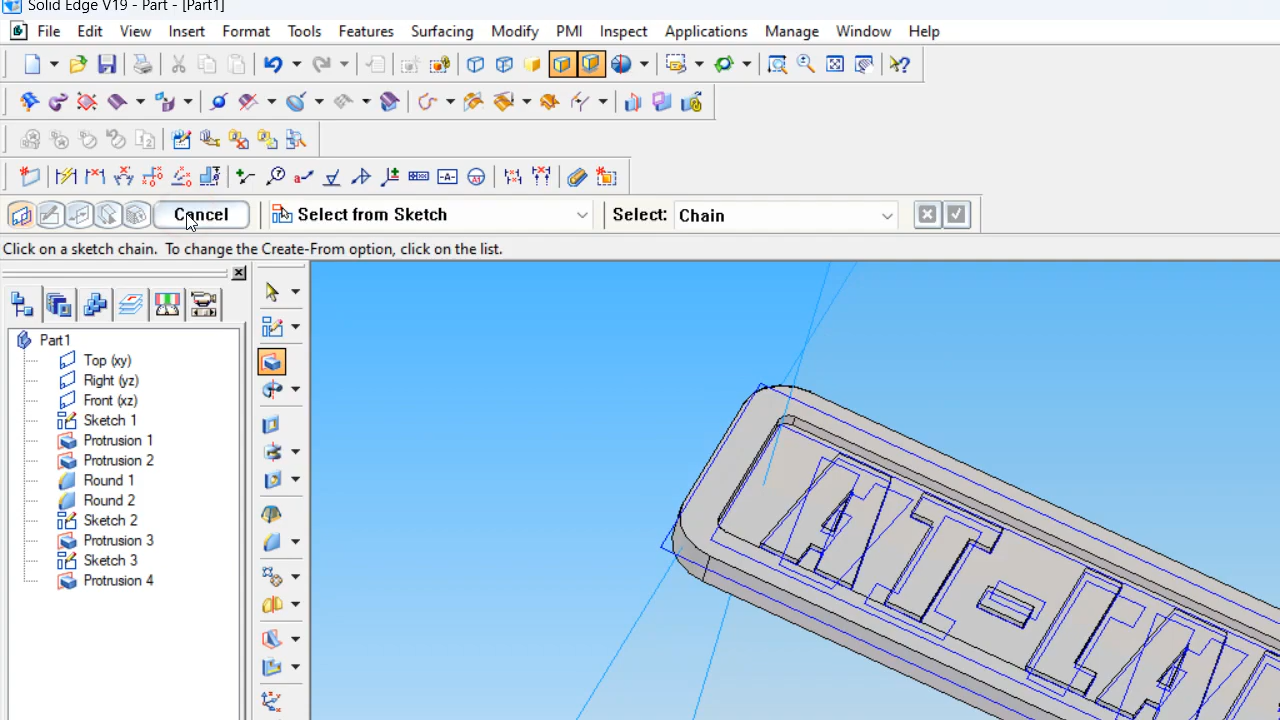 Solid Edge V19 - Part - [Part1]
File Edit View Insert Format Tools Features Surfacing Modify PMI Inspect Applications Manage Window Help
Cancel Select from Sketch Select: Chain
Click on a sketch chain. To change the Create-From option, click on the list.
Part1
Top (xy)
Right (yz)
Front (xz)
Sketch 1
Protrusion 1
Protrusion 2
Round 1
Round 2
Sketch 2
Protrusion 3
Sketch 3
Protrusion 4
AT-LA